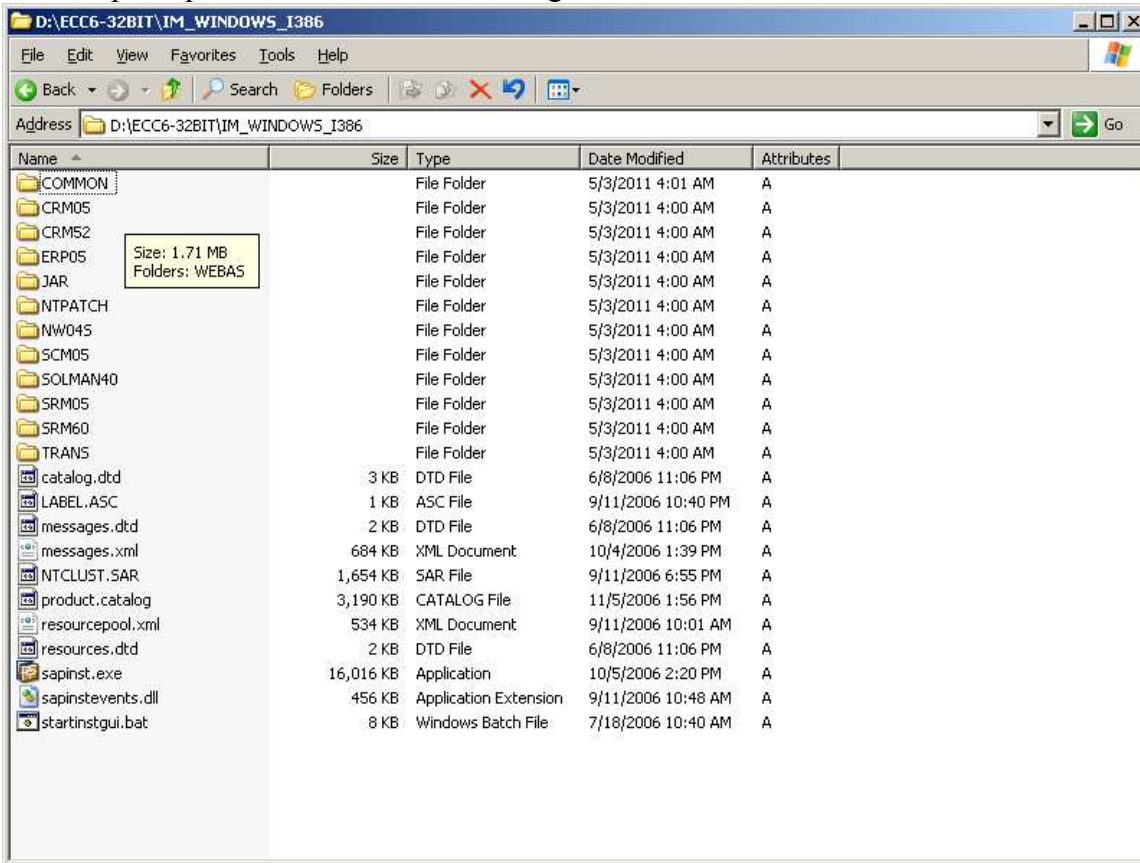 D:\ECC6-32BIT\IM_WINDOWS_I386
File Edit View Favorites Tools Help
Back Search Folders
Address D:\ECC6-32BIT\IM_WINDOWS_I386 Go
Name Size Type Date Modified Attributes
COMMON File Folder 5/3/2011 4:01 AM A
CRM05 File Folder 5/3/2011 4:00 AM A
CRM52 File Folder 5/3/2011 4:00 AM A
ERP05 File Folder 5/3/2011 4:00 AM A
Size: 1.71 MB
Folders: WEBAS
JAR File Folder 5/3/2011 4:00 AM A
NTPATCH File Folder 5/3/2011 4:00 AM A
NW04S File Folder 5/3/2011 4:00 AM A
SCM05 File Folder 5/3/2011 4:00 AM A
SOLMAN40 File Folder 5/3/2011 4:00 AM A
SRM05 File Folder 5/3/2011 4:00 AM A
SRM60 File Folder 5/3/2011 4:00 AM A
TRANS File Folder 5/3/2011 4:00 AM A
catalog.dtd 3 KB DTD File 6/8/2006 11:06 PM A
LABEL.ASC 1 KB ASC File 9/11/2006 10:40 PM A
messages.dtd 2 KB DTD File 6/8/2006 11:06 PM A
messages.xml 684 KB XML Document 10/4/2006 1:39 PM A
NTCLUST.SAR 1,654 KB SAR File 9/11/2006 6:55 PM A
product.catalog 3,190 KB CATALOG File 11/5/2006 1:56 PM A
resourcepool.xml 534 KB XML Document 9/11/2006 10:01 AM A
resources.dtd 2 KB DTD File 6/8/2006 11:06 PM A
sapinst.exe 16,016 KB Application 10/5/2006 2:20 PM A
sapinstevents.dll 456 KB Application Extension 9/11/2006 10:48 AM A
startinstgui.bat 8 KB Windows Batch File 7/18/2006 10:40 AM A